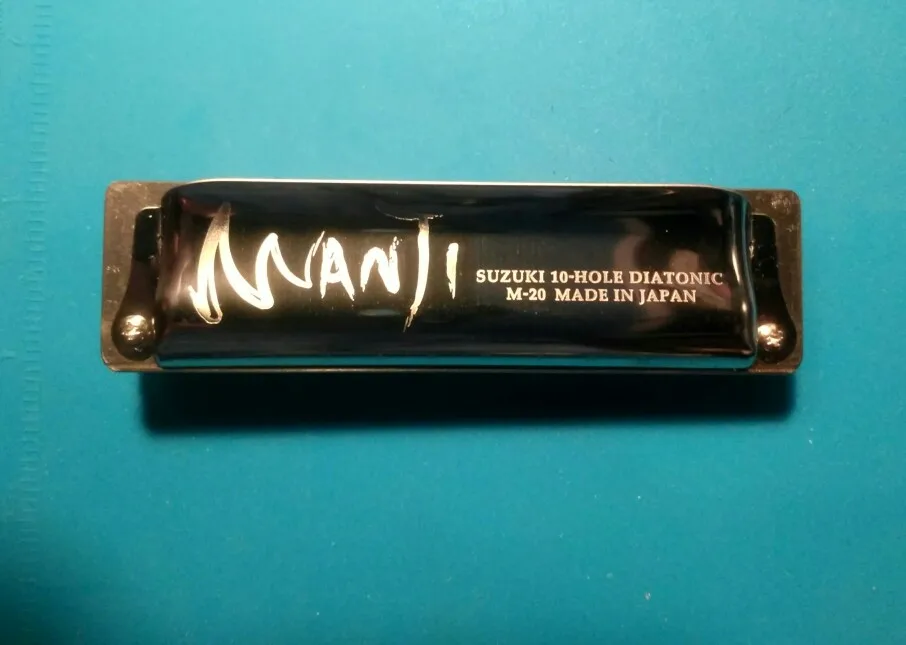 MANJI
SUZUKI 10-HOLE DIATONIC
M-20 MADE IN JAPAN